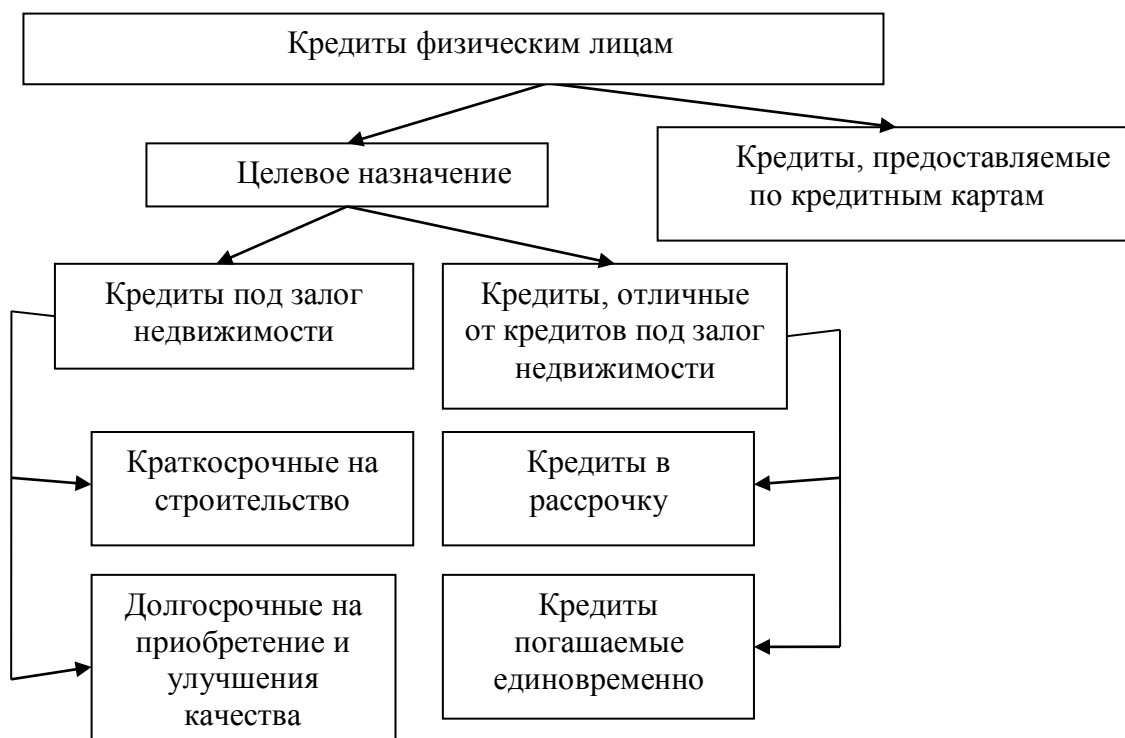 Кредиты физическим лицам
Целевое назначение
Кредиты, предоставляемые
по кредитным картам
Кредиты под залог
недвижимости
Кредиты, отличные
от кредитов под залог
недвижимости
Краткосрочные на
строительство
Кредиты в
рассрочку
Долгосрочные на
приобретение и
улучшения
качества
Кредиты
погашаемые
единовременно